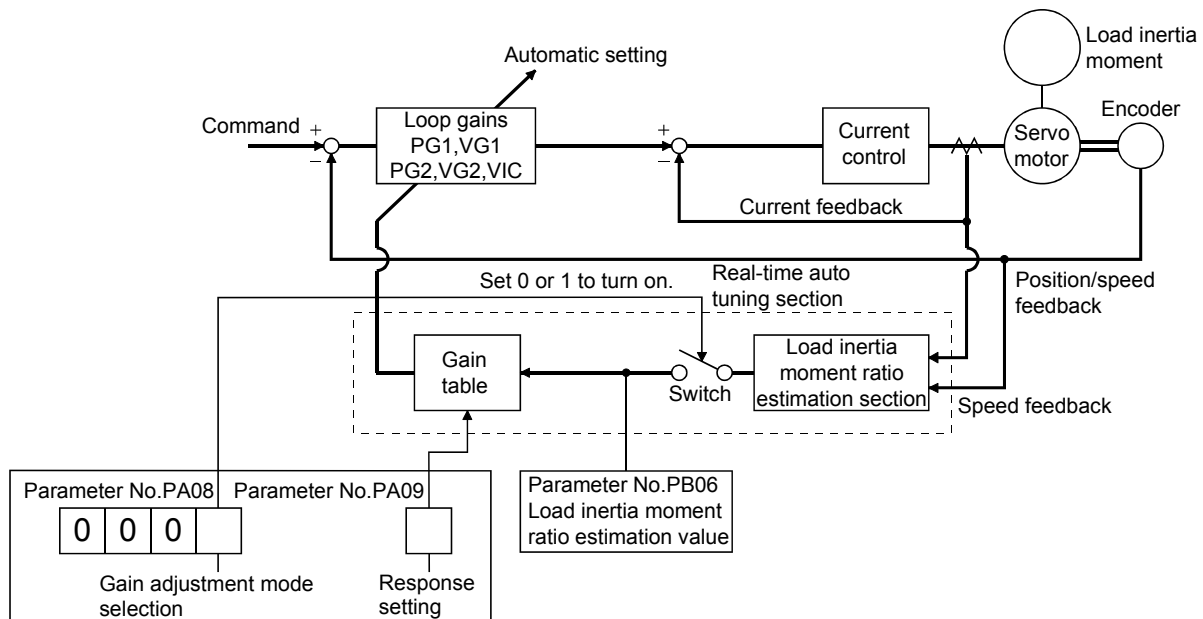 Load inertia
moment
Automatic setting
Encoder
Command
+
−
Loop gains
PG1,VG1
PG2,VG2,VIC
+
−
Current
control
Servo
motor
Current feedback
Set 0 or 1 to turn on.
Real-time auto
tuning section
Position/speed
feedback
Gain
table
Switch
Load inertia
moment ratio
estimation section
Speed feedback
Parameter No.PA08
Parameter No.PA09
0 0 0
Gain adjustment mode
selection
Response
setting
Parameter No.PB06
Load inertia moment
ratio estimation value